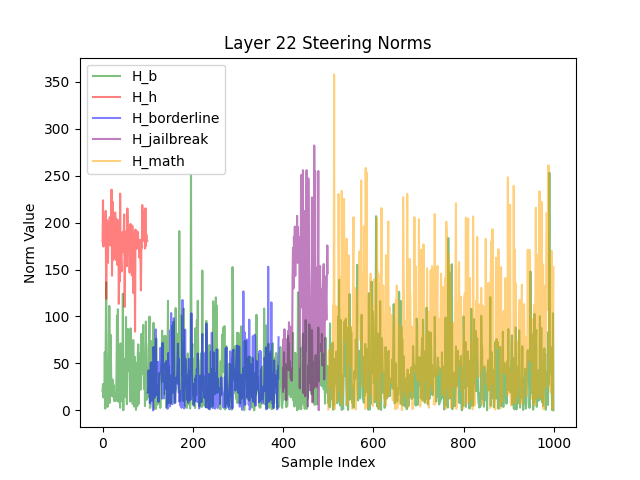 Layer 22 Steering Norms
H_b
H_h
H_borderline
H_jailbreak
H_math
Norm Value
350
300
250
200
150
100
50
0
0
200
400
600
800
1000
Sample Index